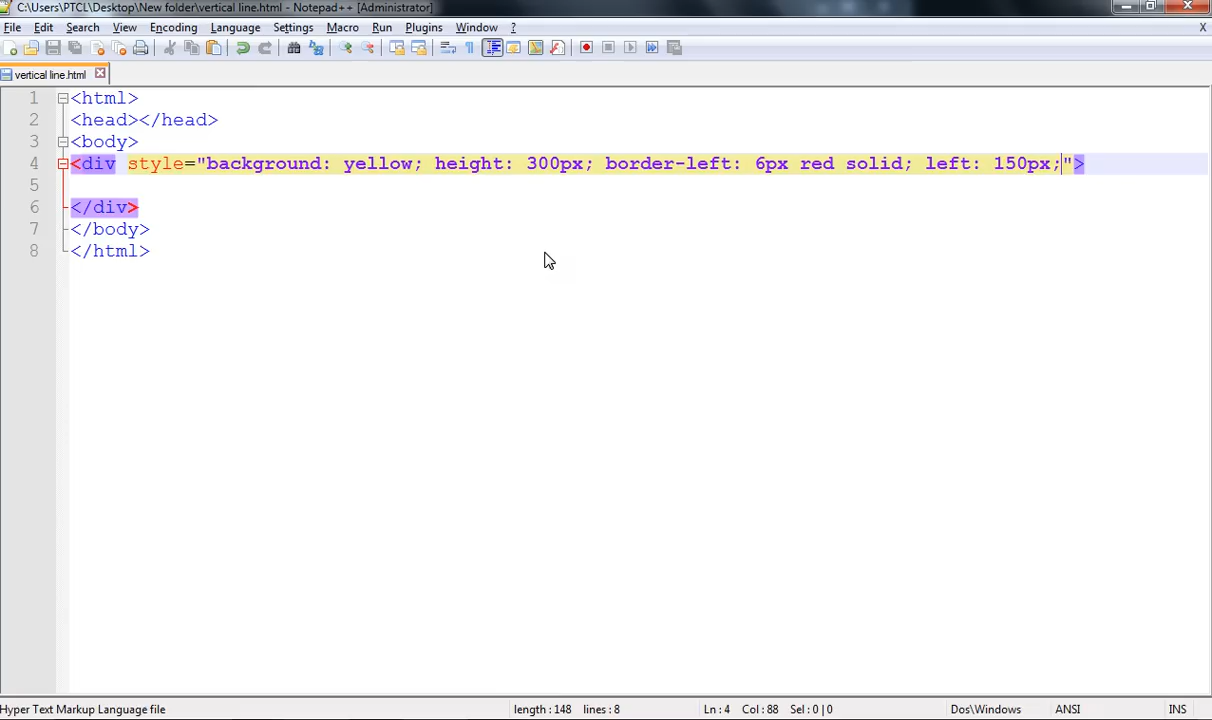 C:\Users\PTCL\Desktop\New folder\vertical line.html - Notepad++ [Administrator]
File Edit Search View Encoding Language Settings Macro Run Plugins Window ? X
vertical line.html
1 <html>
2 <head></head>
3 <body>
4 <div style="background: yellow; height: 300px; border-left: 6px red solid; left: 150px;">
5
6 </div>
7 </body>
8 </html>
Hyper Text Markup Language file length : 148 lines : 8 Ln : 4 Col : 88 Sel : 0 | 0 Dos\Windows ANSI INS